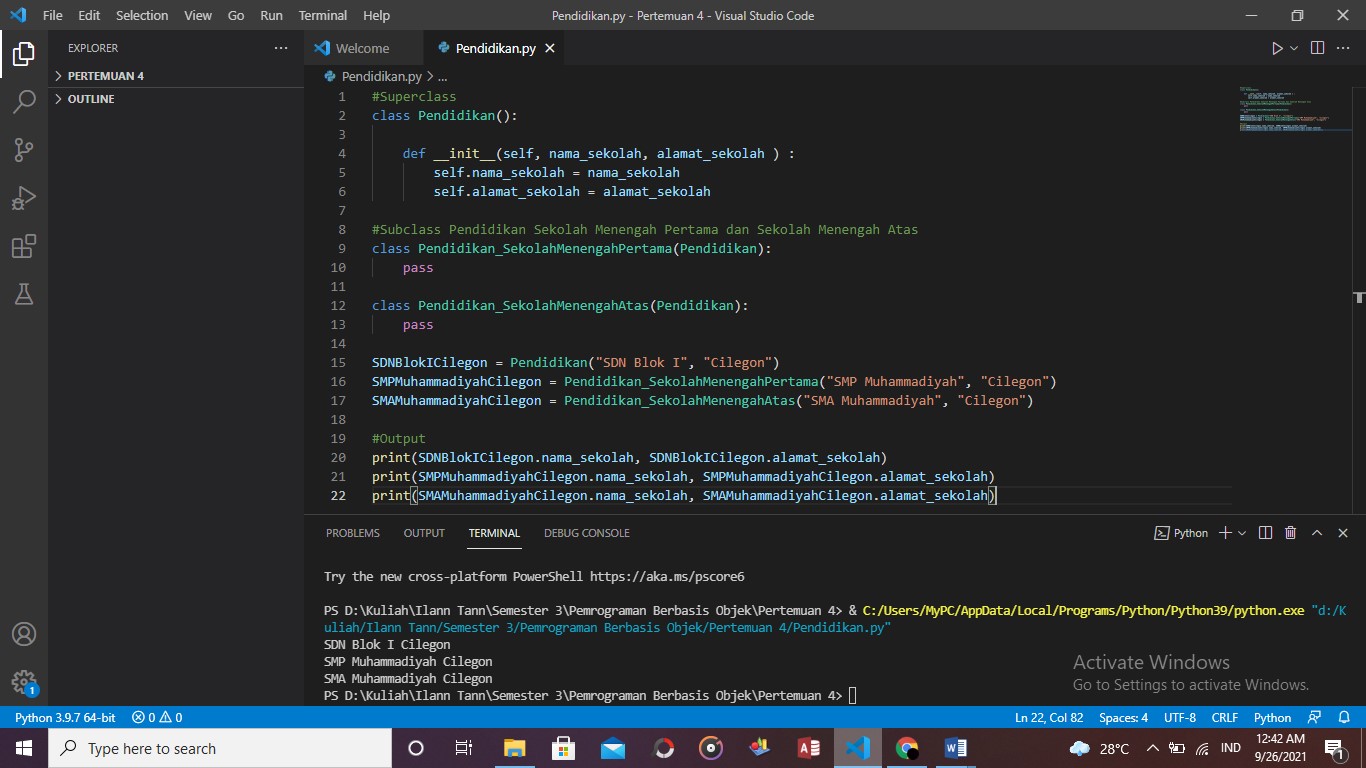 File Edit Selection View Go Run Terminal Help Pendidikan.py - Pertemuan 4 - Visual Studio Code
EXPLORER
PERTEMUAN 4
OUTLINE
Welcome Pendidikan.py
Pendidikan.py > ...
1 #Superclass
2 class Pendidikan():
3
4 def __init__(self, nama_sekolah, alamat_sekolah ) :
5 self.nama_sekolah = nama_sekolah
6 self.alamat_sekolah = alamat_sekolah
7
8 #Subclass Pendidikan Sekolah Menengah Pertama dan Sekolah Menengah Atas
9 class Pendidikan_SekolahMenengahPertama(Pendidikan):
10 pass
11
12 class Pendidikan_SekolahMenengahAtas(Pendidikan):
13 pass
14
15 SDNBlokICilegon = Pendidikan("SDN Blok I", "Cilegon")
16 SMPMuhammadiyahCilegon = Pendidikan_SekolahMenengahPertama("SMP Muhammadiyah", "Cilegon")
17 SMAMuhammadiyahCilegon = Pendidikan_SekolahMenengahAtas("SMA Muhammadiyah", "Cilegon")
18
19 #Output
20 print(SDNBlokICilegon.nama_sekolah, SDNBlokICilegon.alamat_sekolah)
21 print(SMPMuhammadiyahCilegon.nama_sekolah, SMPMuhammadiyahCilegon.alamat_sekolah)
22 print(SMAMuhammadiyahCilegon.nama_sekolah, SMAMuhammadiyahCilegon.alamat_sekolah)
PROBLEMS OUTPUT TERMINAL DEBUG CONSOLE Python
Try the new cross-platform PowerShell https://aka.ms/pscore6
PS D:\Kuliah\Ilann Tann\Semester 3\Pemrograman Berbasis Objek\Pertemuan 4> & C:/Users/MyPC/AppData/Local/Programs/Python/Python39/python.exe "d:/K
uliah/Ilann Tann/Semester 3/Pemrograman Berbasis Objek/Pertemuan 4/Pendidikan.py"
SDN Blok I Cilegon
SMP Muhammadiyah Cilegon
SMA Muhammadiyah Cilegon
PS D:\Kuliah\Ilann Tann\Semester 3\Pemrograman Berbasis Objek\Pertemuan 4>
Activate Windows
Go to Settings to activate Windows.
1
Python 3.9.7 64-bit 0 0 Ln 22, Col 82 Spaces: 4 UTF-8 CRLF Python
Type here to search 28°C IND 12:42 AM
9/26/2021
1